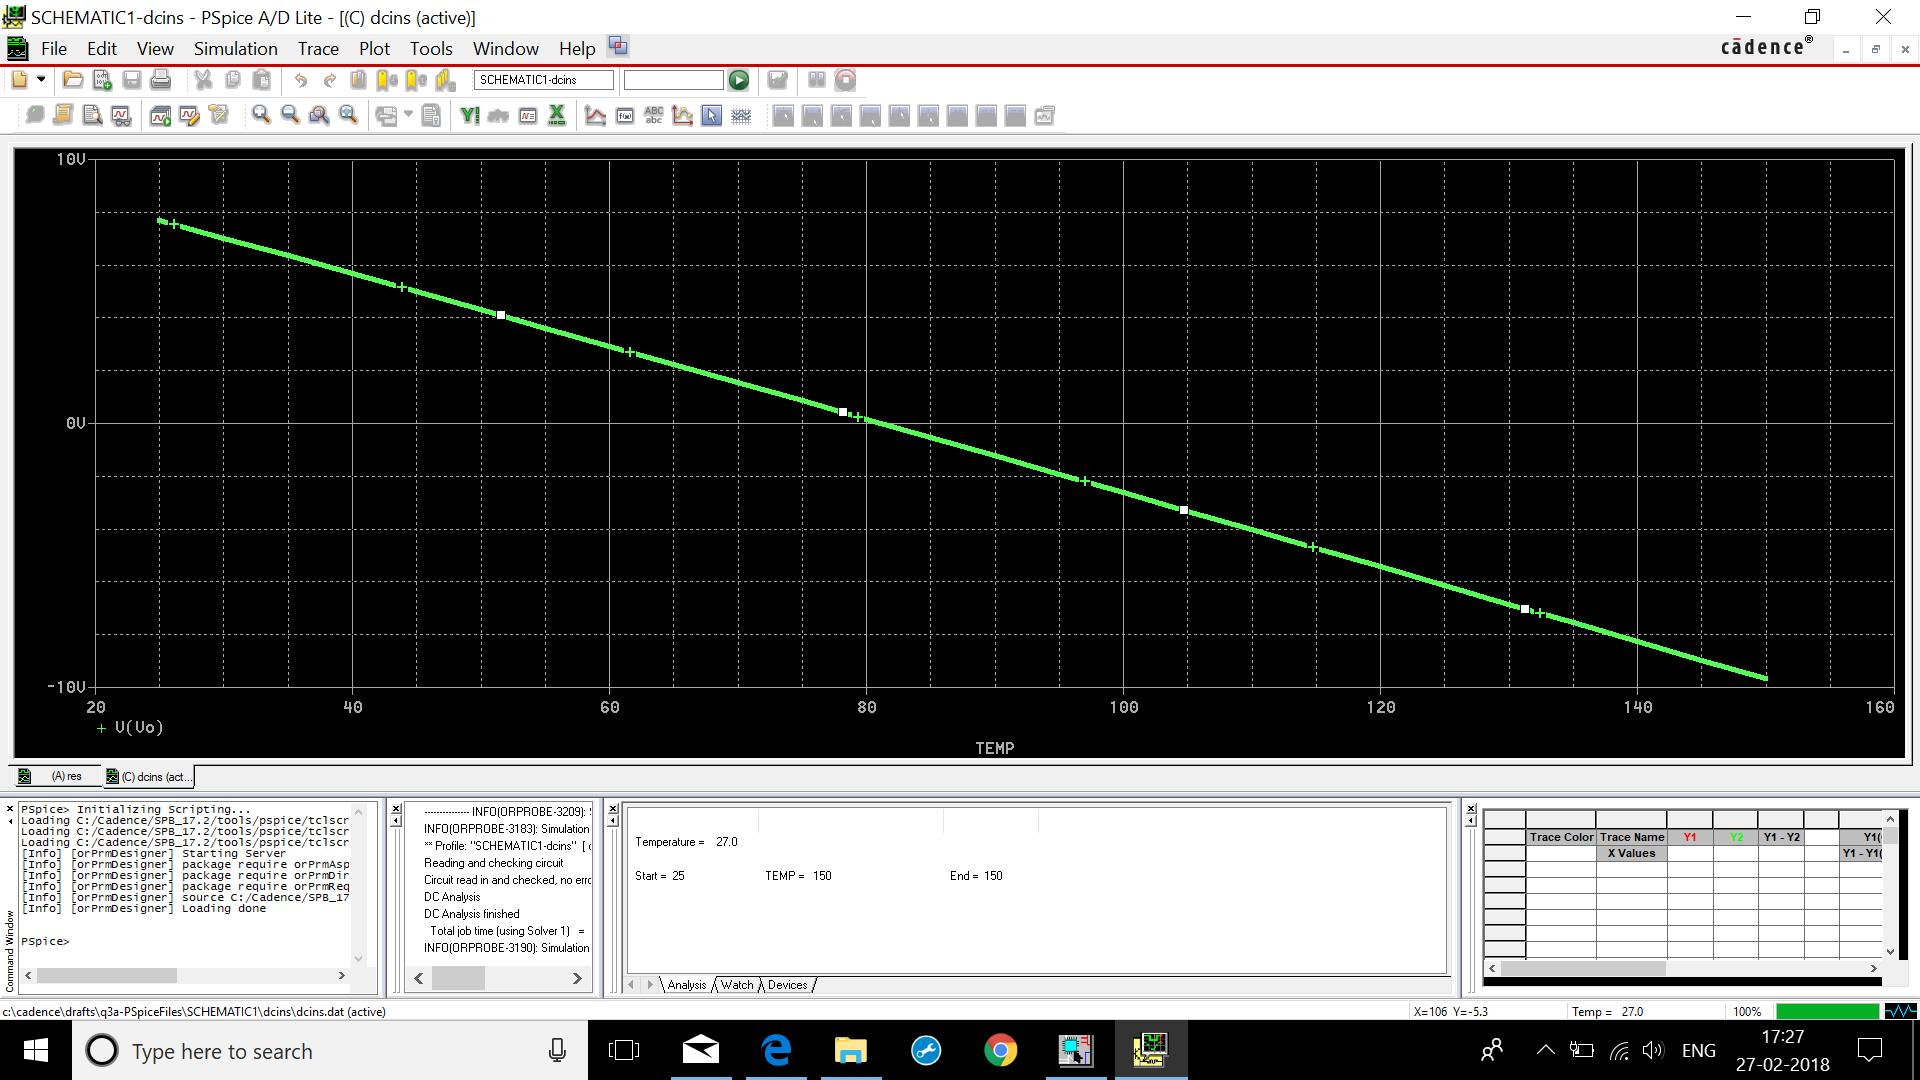 SCHEMATIC1-dcins - PSpice A/D Lite - [(C) dcins (active)]
File Edit View Simulation Trace Plot Tools Window Help
cādence®
SCHEMATIC1-dcins
ABC
abc
10V
0V
-10V
20 40 60 80 100 120 140 160
V(Vo)
TEMP
(A) res
(C) dcins (act...
Command Window
PSpice> Initializing Scripting...
Loading C:/Cadence/SPB_17.2/tools/pspice/tclscr
Loading C:/Cadence/SPB_17.2/tools/pspice/tclscr
Loading C:/Cadence/SPB_17.2/tools/pspice/tclscr
[Info] [orPrmDesigner] Starting Server
[Info] [orPrmDesigner] package require orPrmAsp
[Info] [orPrmDesigner] package require orPrmDir
[Info] [orPrmDesigner] package require orPrmReq
[Info] [orPrmDesigner] source C:/Cadence/SPB_17
[Info] [orPrmDesigner] Loading done
PSpice>
-------------- INFO(ORPROBE-3209):
INFO(ORPROBE-3183): Simulation
** Profile: "SCHEMATIC1-dcins" [
Reading and checking circuit
Circuit read in and checked, no erro
DC Analysis
DC Analysis finished
Total job time (using Solver 1) =
INFO(ORPROBE-3190): Simulation
Temperature = 27.0
Start = 25 TEMP = 150 End = 150
Analysis Watch Devices
Trace Color Trace Name Y1 Y2 Y1 - Y2 Y1(
X Values Y1 - Y1(
c:\cadence\drafts\q3a-PSpiceFiles\SCHEMATIC1\dcins\dcins.dat (active)
X=106 Y=-5.3
Temp = 27.0
100%
Type here to search
ENG
17:27
27-02-2018